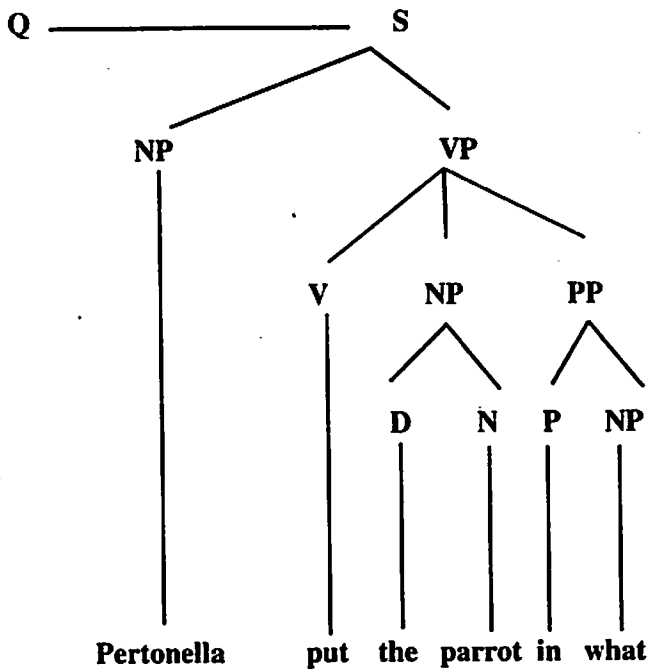 Q S
NP VP
V NP PP
D N P NP
Pertonella put the parrot in what